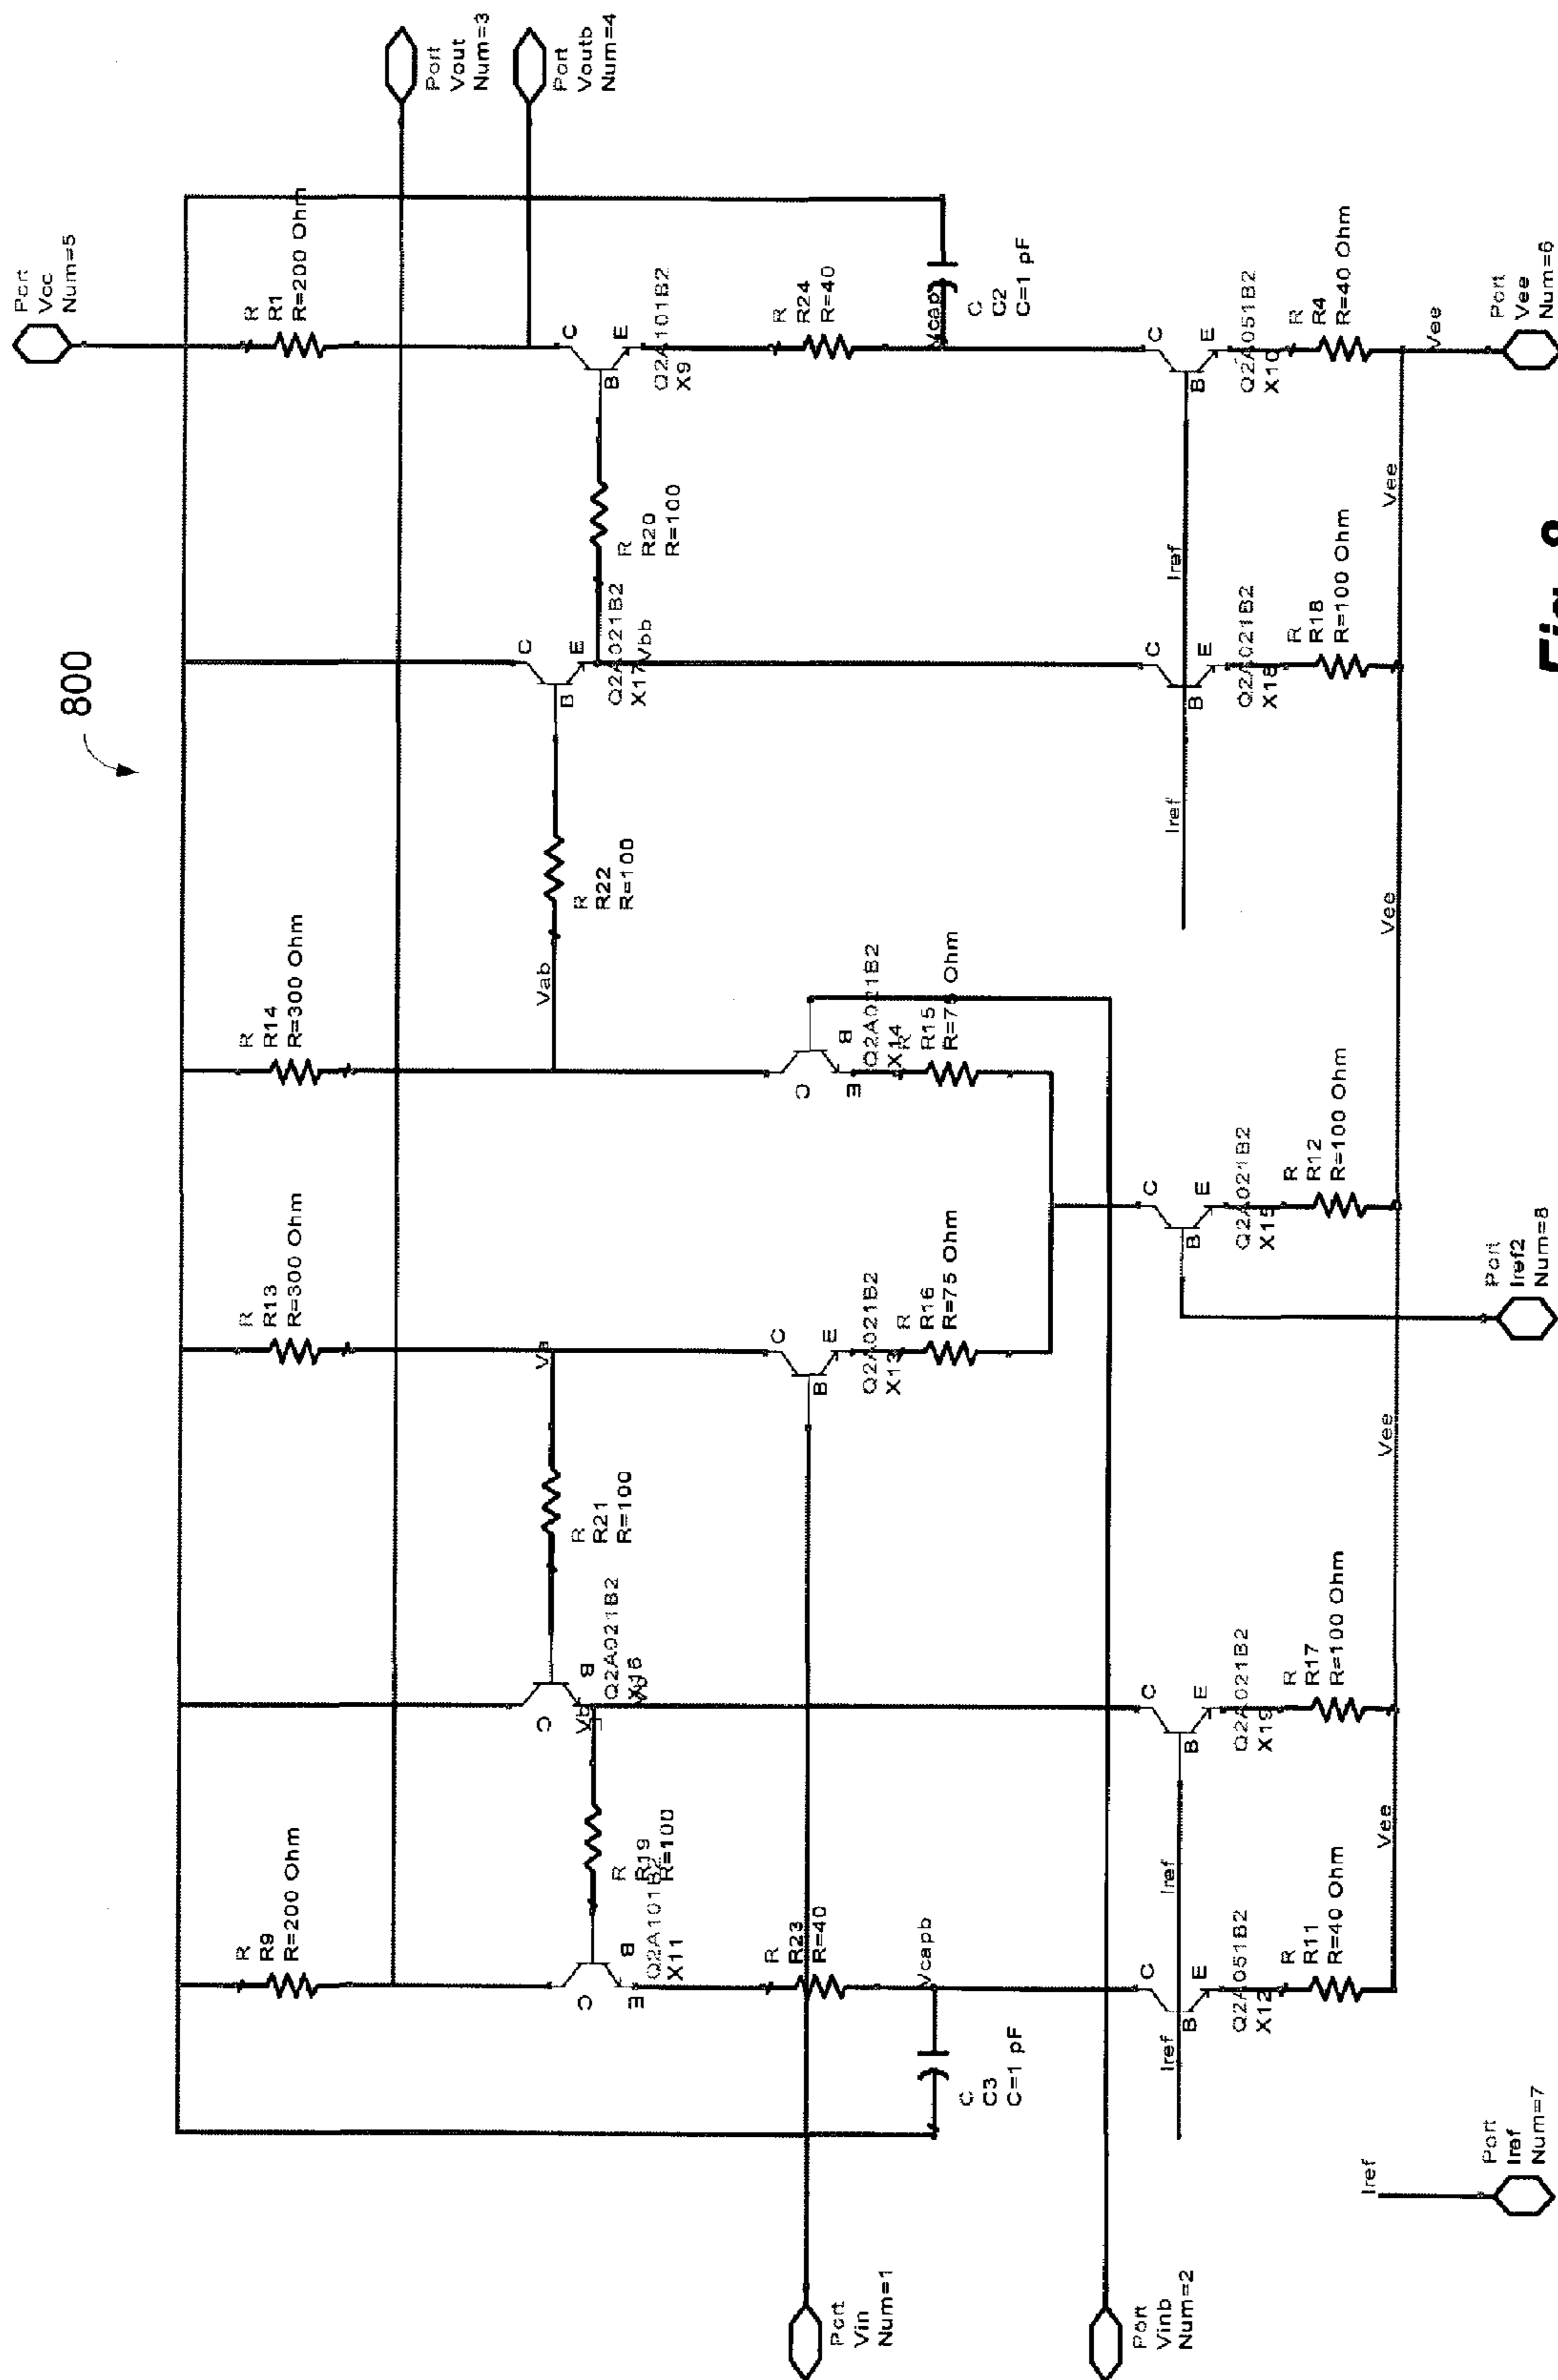 800
Port
Vcc
Num=5
Port
Vout
Num=3
Port
Voutb
Num=4
R
R9
R=200 Ohm
R
R13
R=300 Ohm
R
R14
R=300 Ohm
R
R1
R=200 Ohm
C
B
E
Q2A101B2
X11
R
R19
R=100
C
B
Q2A021B2
X16
R
R21
R=100
Va
Vab
R
R22
R=100
C
B
E
Q2A021B2
X17
Vbb
R
R20
R=100
C
B
E
Q2A101B2
X9
R
R23
R=40
Vcapb
C
C3
C=1 pF
C
B
E
Q2A021B2
X13
R
R16
R=75 Ohm
C
B
E
Q2A021B2
X14
R
R15
R=75 Ohm
R
R24
R=40
Vcap
C
C2
C=1 pF
Port
Vin
Num=1
Port
Vinb
Num=2
Iref
C
B
E
Q2A051B2
X12
Iref
C
B
E
Q2A021B2
X19
C
B
E
Q2A021B2
X15
Iref
C
B
E
Q2A021B2
X18
Iref
C
B
E
Q2A051B2
X10
R
R11
R=40 Ohm
R
R17
R=100 Ohm
R
R12
R=100 Ohm
R
R18
R=100 Ohm
R
R4
R=40 Ohm
Vee
Vee
Vee
Vee
Vee
Iref
Port
Iref
Num=7
Port
Iref2
Num=8
Port
Vee
Num=6